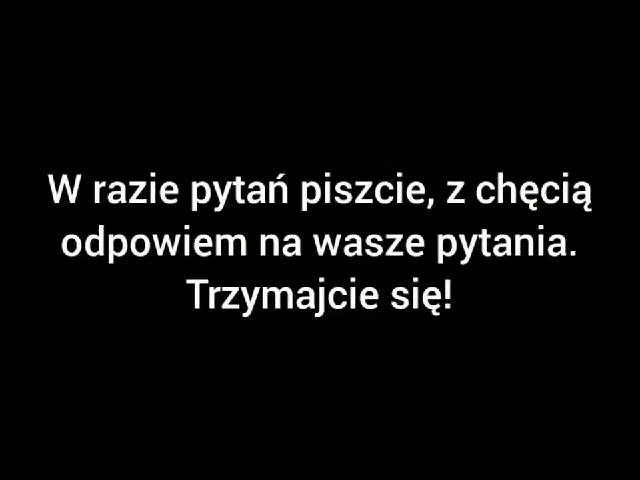 W razie pytań piszcie, z chęcią
odpowiem na wasze pytania.
Trzymajcie się!